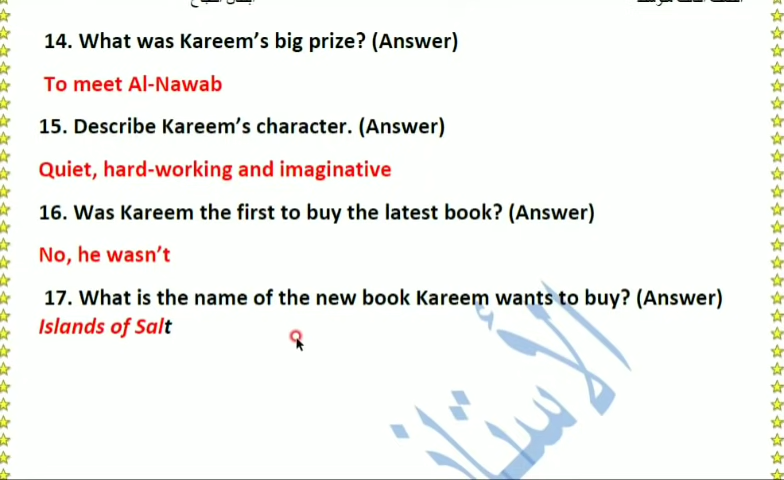 14. What was Kareem's big prize? (Answer)
To meet Al-Nawab
15. Describe Kareem's character. (Answer)
Quiet, hard-working and imaginative
16. Was Kareem the first to buy the latest book? (Answer)
No, he wasn't
17. What is the name of the new book Kareem wants to buy? (Answer)
Islands of Salt